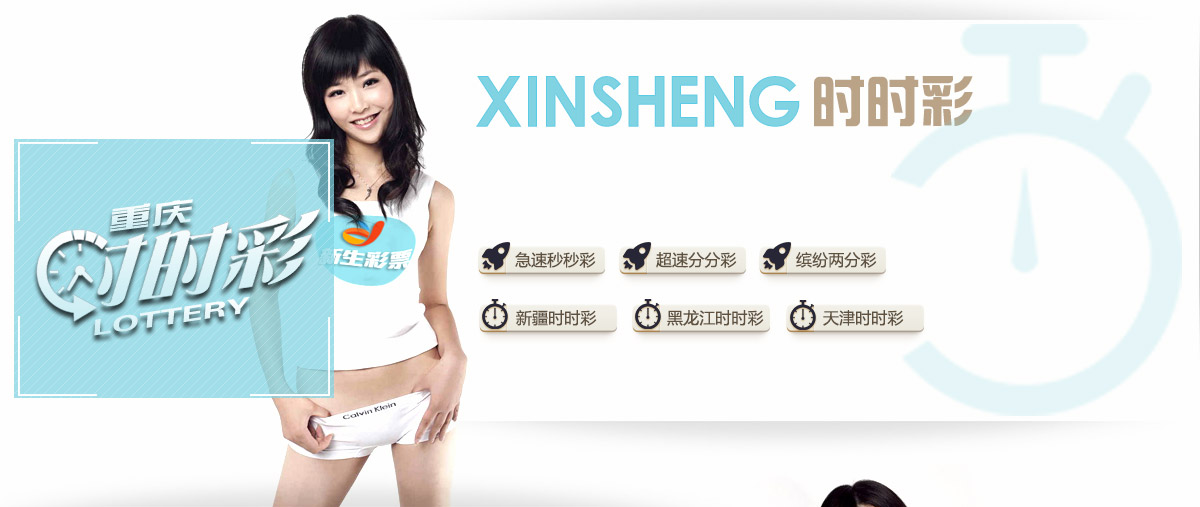 XINSHENG 时时彩
重庆
时时彩
LOTTERY
新生彩票
急速秒秒彩
超速分分彩
缤纷两分彩
新疆时时彩
黑龙江时时彩
天津时时彩
Calvin Klein